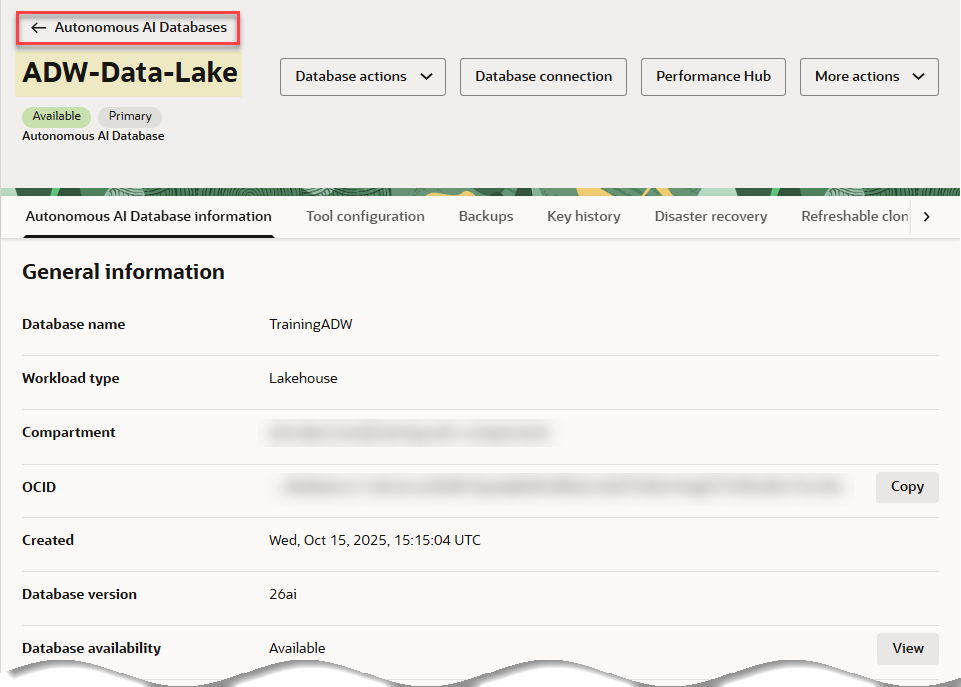 ← Autonomous AI Databases
ADW-Data-Lake
Database actions Database connection Performance Hub More actions
Available Primary
Autonomous AI Database
Autonomous AI Database information Tool configuration Backups Key history Disaster recovery Refreshable clon
General information
Database name TrainingADW
Workload type Lakehouse
Compartment
OCID Copy
Created Wed, Oct 15, 2025, 15:15:04 UTC
Database version 26ai
Database availability Available View